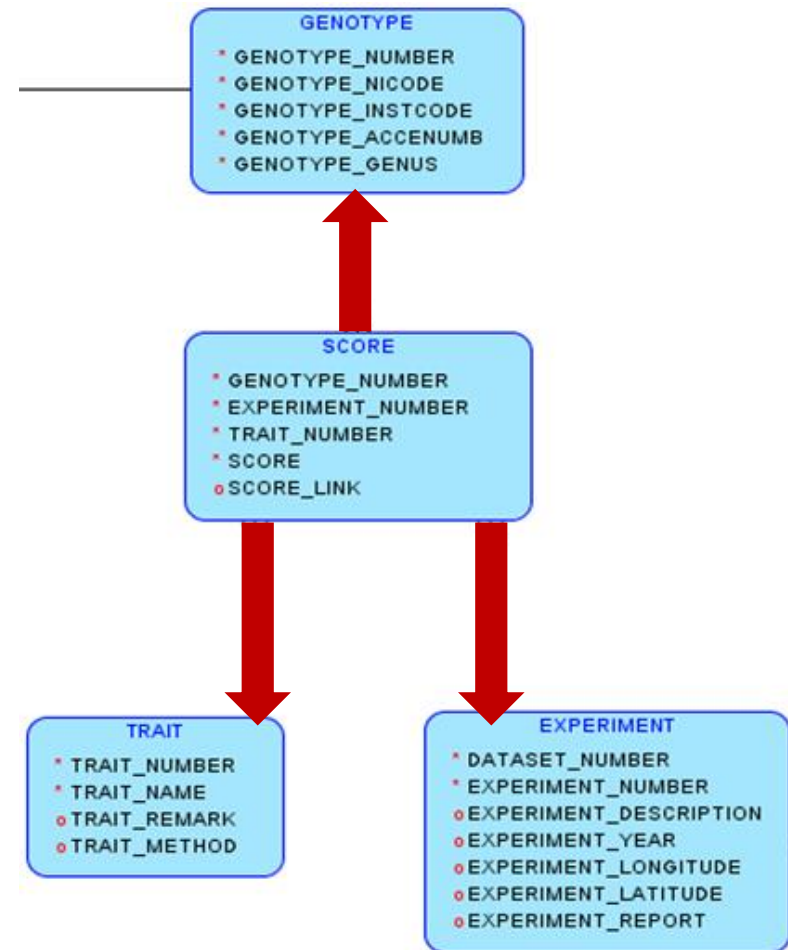 GENOTYPE
* GENOTYPE_NUMBER
* GENOTYPE_NICODE
* GENOTYPE_INSTCODE
* GENOTYPE_ACCENUMB
* GENOTYPE_GENUS
SCORE
* GENOTYPE_NUMBER
* EXPERIMENT_NUMBER
* TRAIT_NUMBER
* SCORE
o SCORE_LINK
TRAIT
* TRAIT_NUMBER
* TRAIT_NAME
o TRAIT_REMARK
o TRAIT_METHOD
EXPERIMENT
* DATASET_NUMBER
* EXPERIMENT_NUMBER
o EXPERIMENT_DESCRIPTION
o EXPERIMENT_YEAR
o EXPERIMENT_LONGITUDE
o EXPERIMENT_LATITUDE
o EXPERIMENT_REPORT